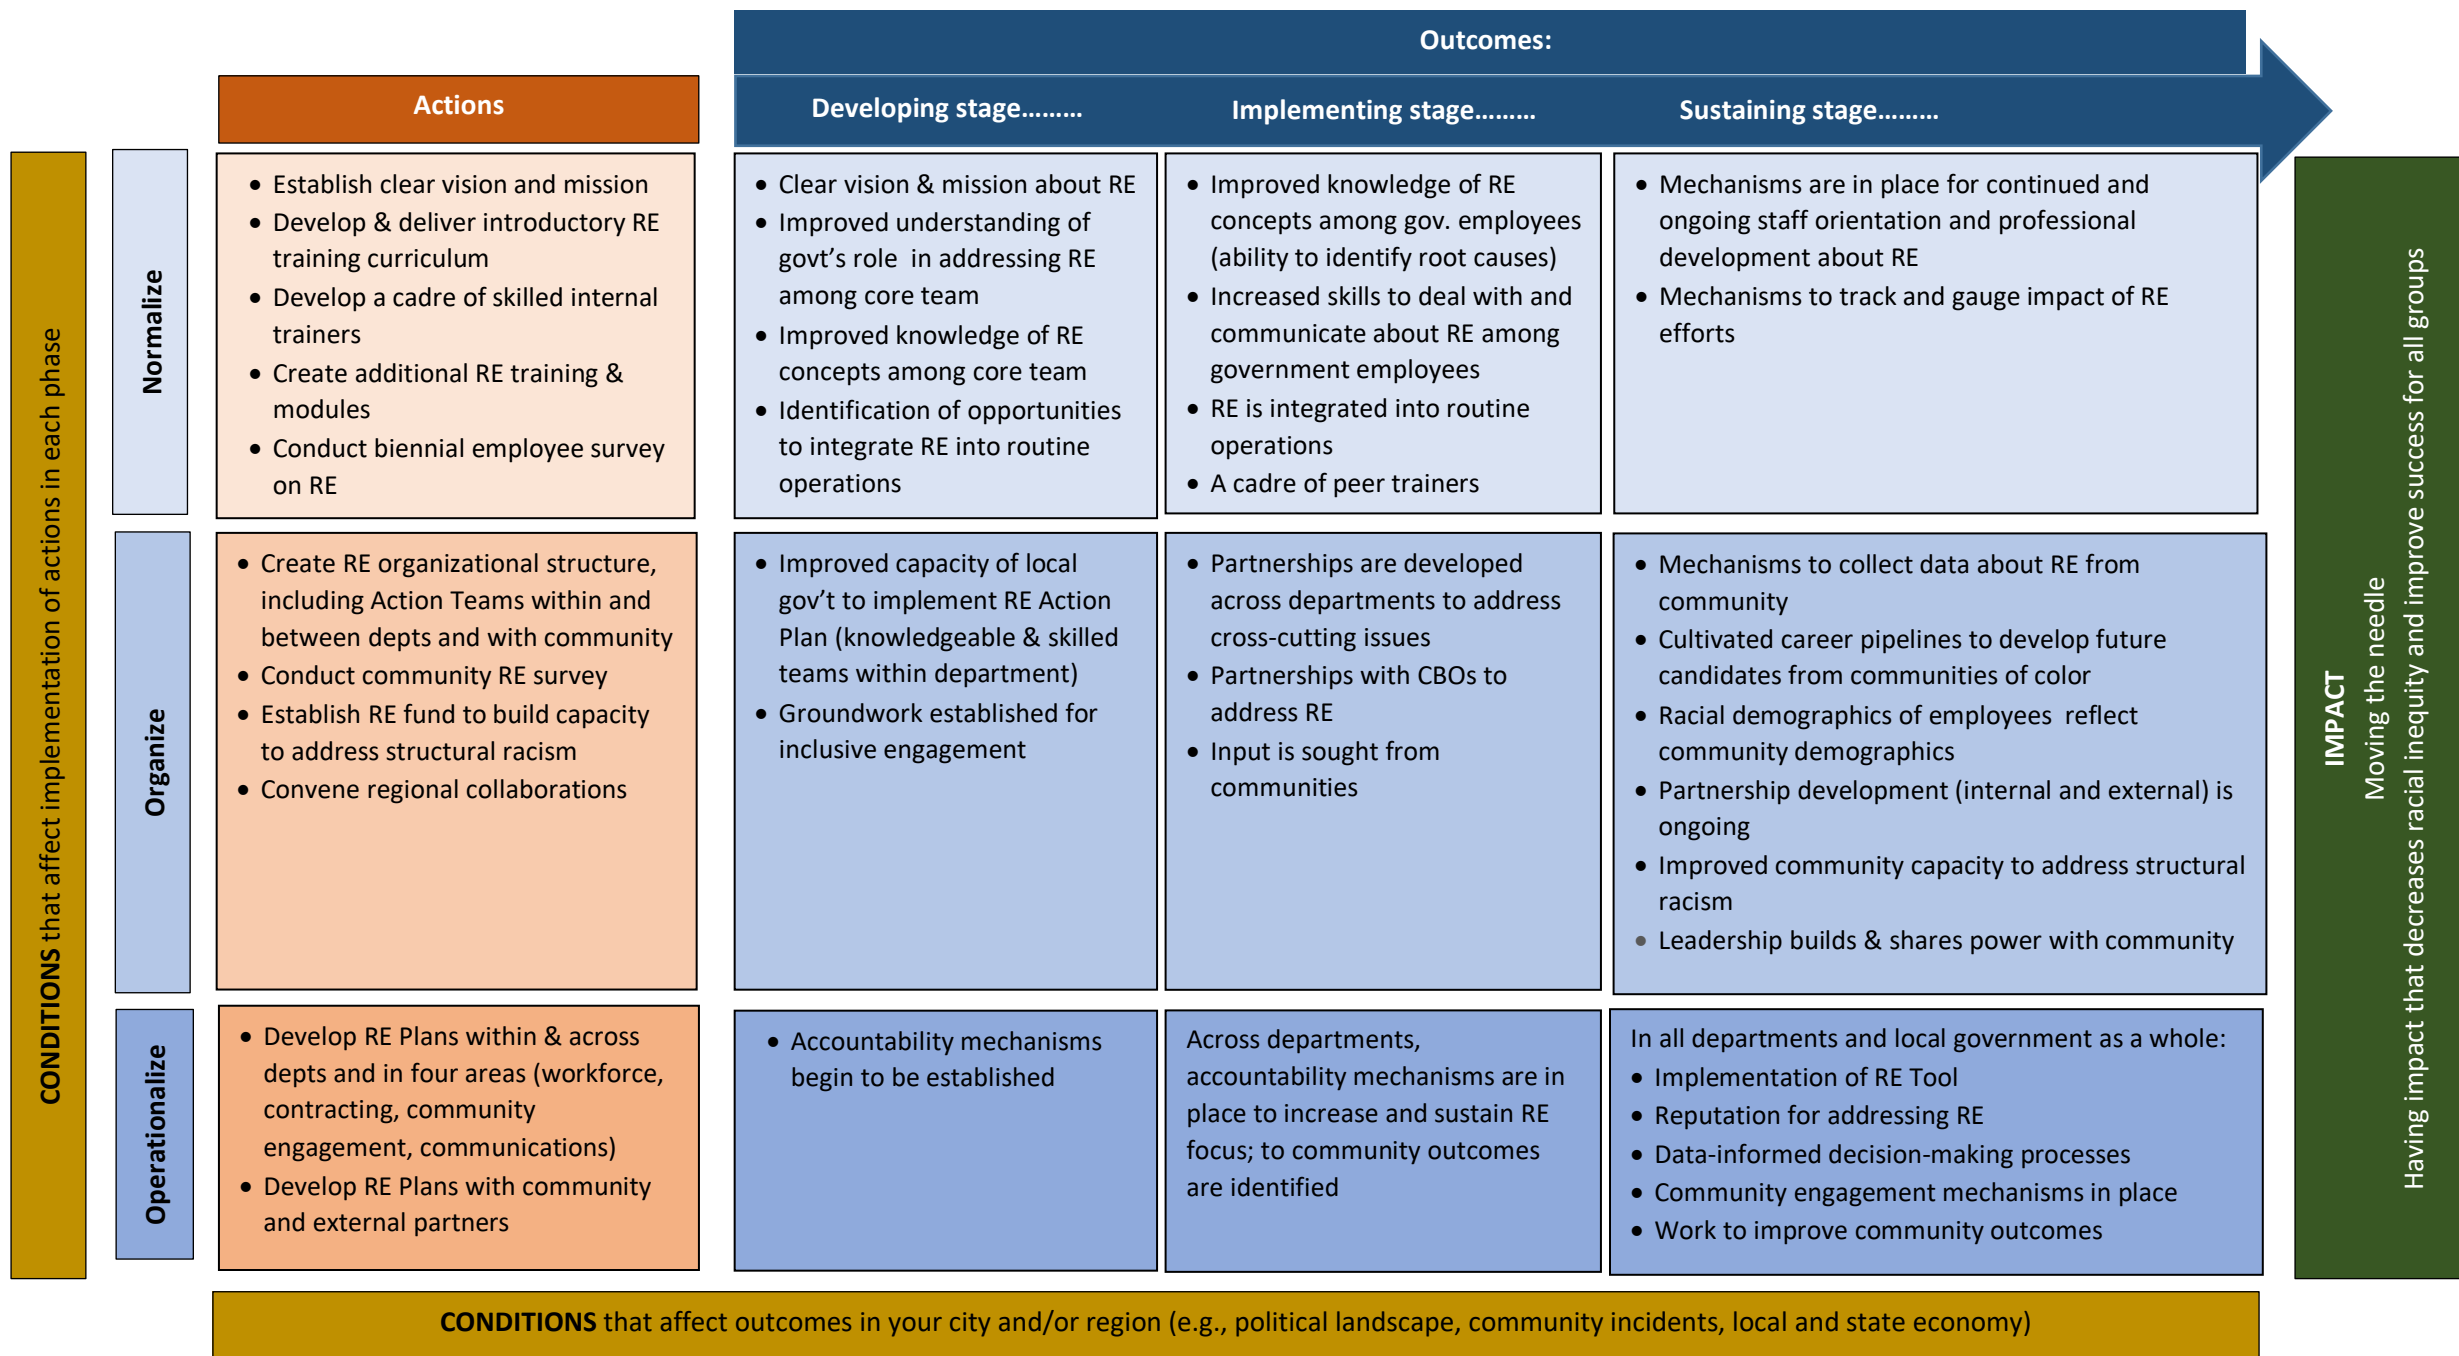 Outcomes:
Actions
Developing stage………
Implementing stage………
Sustaining stage………
CONDITIONS that affect implementation of actions in each phase
Normalize
• Establish clear vision and mission
• Develop & deliver introductory RE
training curriculum
• Develop a cadre of skilled internal
trainers
• Create additional RE training &
modules
• Conduct biennial employee survey
on RE
• Clear vision & mission about RE
• Improved understanding of
govt’s role  in addressing RE
among core team
• Improved knowledge of RE
concepts among core team
• Identification of opportunities
to integrate RE into routine
operations
• Improved knowledge of RE
concepts among gov. employees
(ability to identify root causes)
• Increased skills to deal with and
communicate about RE among
government employees
• RE is integrated into routine
operations
• A cadre of peer trainers
• Mechanisms are in place for continued and
ongoing staff orientation and professional
development about RE
• Mechanisms to track and gauge impact of RE
efforts
Organize
• Create RE organizational structure,
including Action Teams within and
between depts and with community
• Conduct community RE survey
• Establish RE fund to build capacity
to address structural racism
• Convene regional collaborations
• Improved capacity of local
gov’t to implement RE Action
Plan (knowledgeable & skilled
teams within department)
• Groundwork established for
inclusive engagement
• Partnerships are developed
across departments to address
cross-cutting issues
• Partnerships with CBOs to
address RE
• Input is sought from
communities
• Mechanisms to collect data about RE from
community
• Cultivated career pipelines to develop future
candidates from communities of color
• Racial demographics of employees  reflect
community demographics
• Partnership development (internal and external) is
ongoing
• Improved community capacity to address structural
racism
• Leadership builds & shares power with community
Operationalize
• Develop RE Plans within & across
depts and in four areas (workforce,
contracting, community
engagement, communications)
• Develop RE Plans with community
and external partners
• Accountability mechanisms
begin to be established
Across departments,
accountability mechanisms are in
place to increase and sustain RE
focus; to community outcomes
are identified
In all departments and local government as a whole:
• Implementation of RE Tool
• Reputation for addressing RE
• Data-informed decision-making processes
• Community engagement mechanisms in place
• Work to improve community outcomes
IMPACT
Moving the needle
Having impact that decreases racial inequity and improve success for all groups
CONDITIONS that affect outcomes in your city and/or region (e.g., political landscape, community incidents, local and state economy)